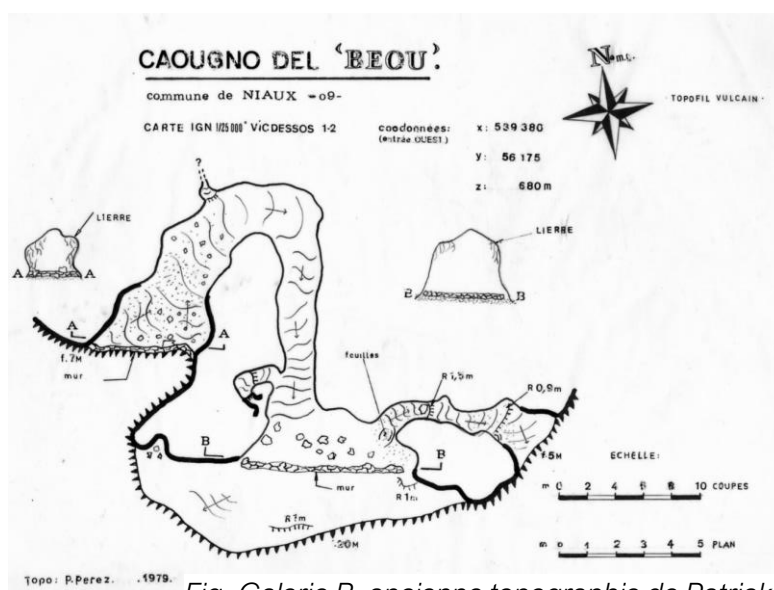 CAOUGNO DEL 'BEOU'.
commune de NIAUX -09-
CARTE IGN 1/25 000° VICDESSOS 1-2
coodonnées:
(entrée OUEST.)
x: 539 380
y: 56 175
z: 680 m
N m.c.
TOPOFIL VULCAIN
?
LIERRE
A A
LIERRE
B B
A
A
f.7M
mur
fouilles
R 1,5m
R 0,9m
f.5M
B
B
mur
R 1m
R 1m
.20M
ECHELLE:
m 0 2 4 6 8 10 COUPES
m 0 1 2 3 4 5 PLAN
Topo: P.Perez. .1979.
Fig. Galerie B, ancienne topographie de Patrick